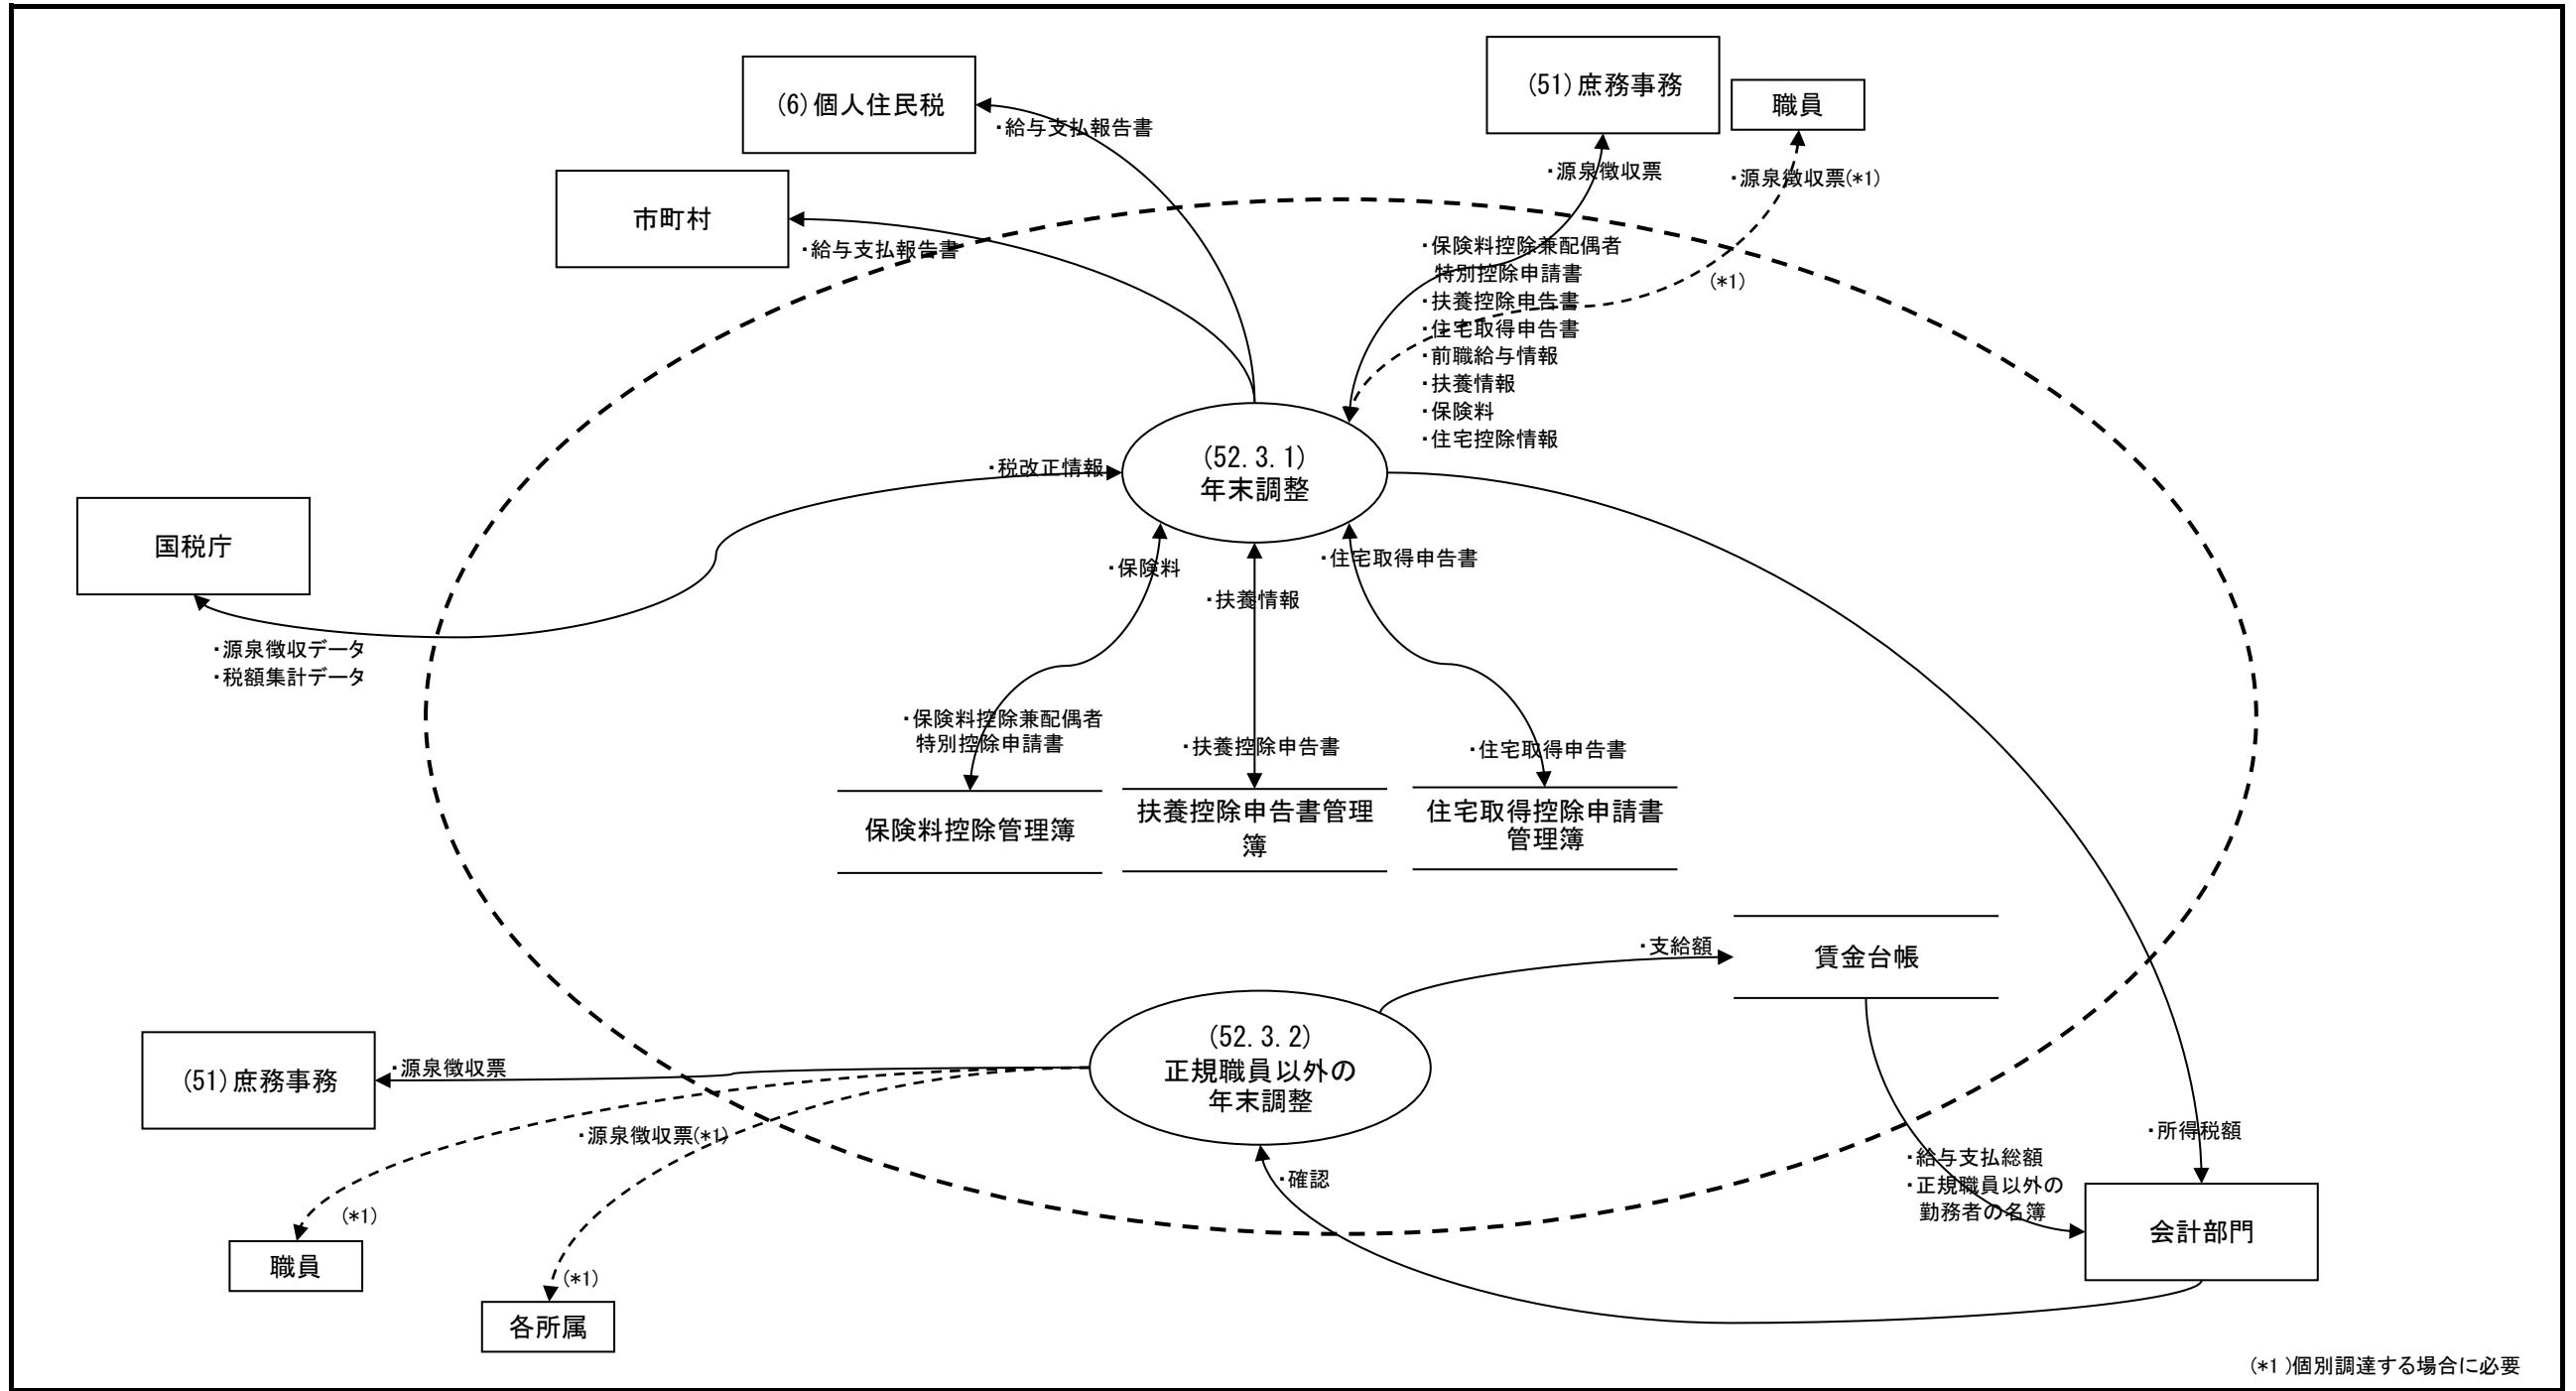 (6)個人住民税
・給与支払報告書
(51)庶務事務
職員
・源泉徴収票
・源泉徴収票(*1)
市町村
・給与支払報告書
・保険料控除兼配偶者
特別控除申請書
・扶養控除申告書
・住宅取得申告書
・前職給与情報
・扶養情報
・保険料
・住宅控除情報
(*1)
・税改正情報
(52.3.1)
年末調整
国税庁
・源泉徴収データ
・税額集計データ
・保険料
・扶養情報
・住宅取得申告書
・保険料控除兼配偶者
特別控除申請書
・扶養控除申告書
・住宅取得申告書
保険料控除管理簿
扶養控除申告書管理
簿
住宅取得控除申請書
管理簿
・支給額
賃金台帳
(51)庶務事務
・源泉徴収票
(52.3.2)
正規職員以外の
年末調整
・源泉徴収票(*1)
・所得税額
・給与支払総額
・正規職員以外の
勤務者の名簿
・確認
会計部門
(*1)
職員
(*1)
各所属
(*1 )個別調達する場合に必要